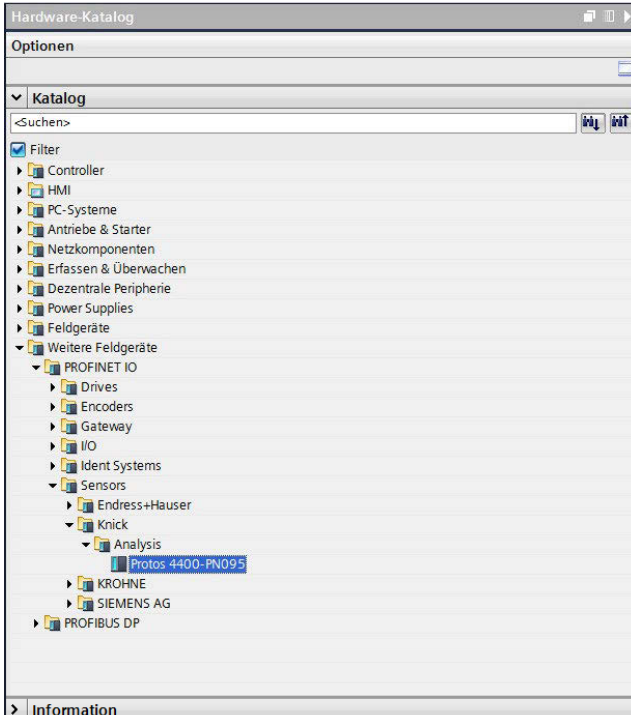 Hardware-Katalog
Optionen
Katalog
<Suchen>
Filter
Controller
HMI
PC-Systeme
Antriebe & Starter
Netzkomponenten
Erfassen & Überwachen
Dezentrale Peripherie
Power Supplies
Feldgeräte
Weitere Feldgeräte
PROFINET IO
Drives
Encoders
Gateway
I/O
Ident Systems
Sensors
Endress+Hauser
Knick
Analysis
Protos 4400-PN095
KROHNE
SIEMENS AG
PROFIBUS DP
Information